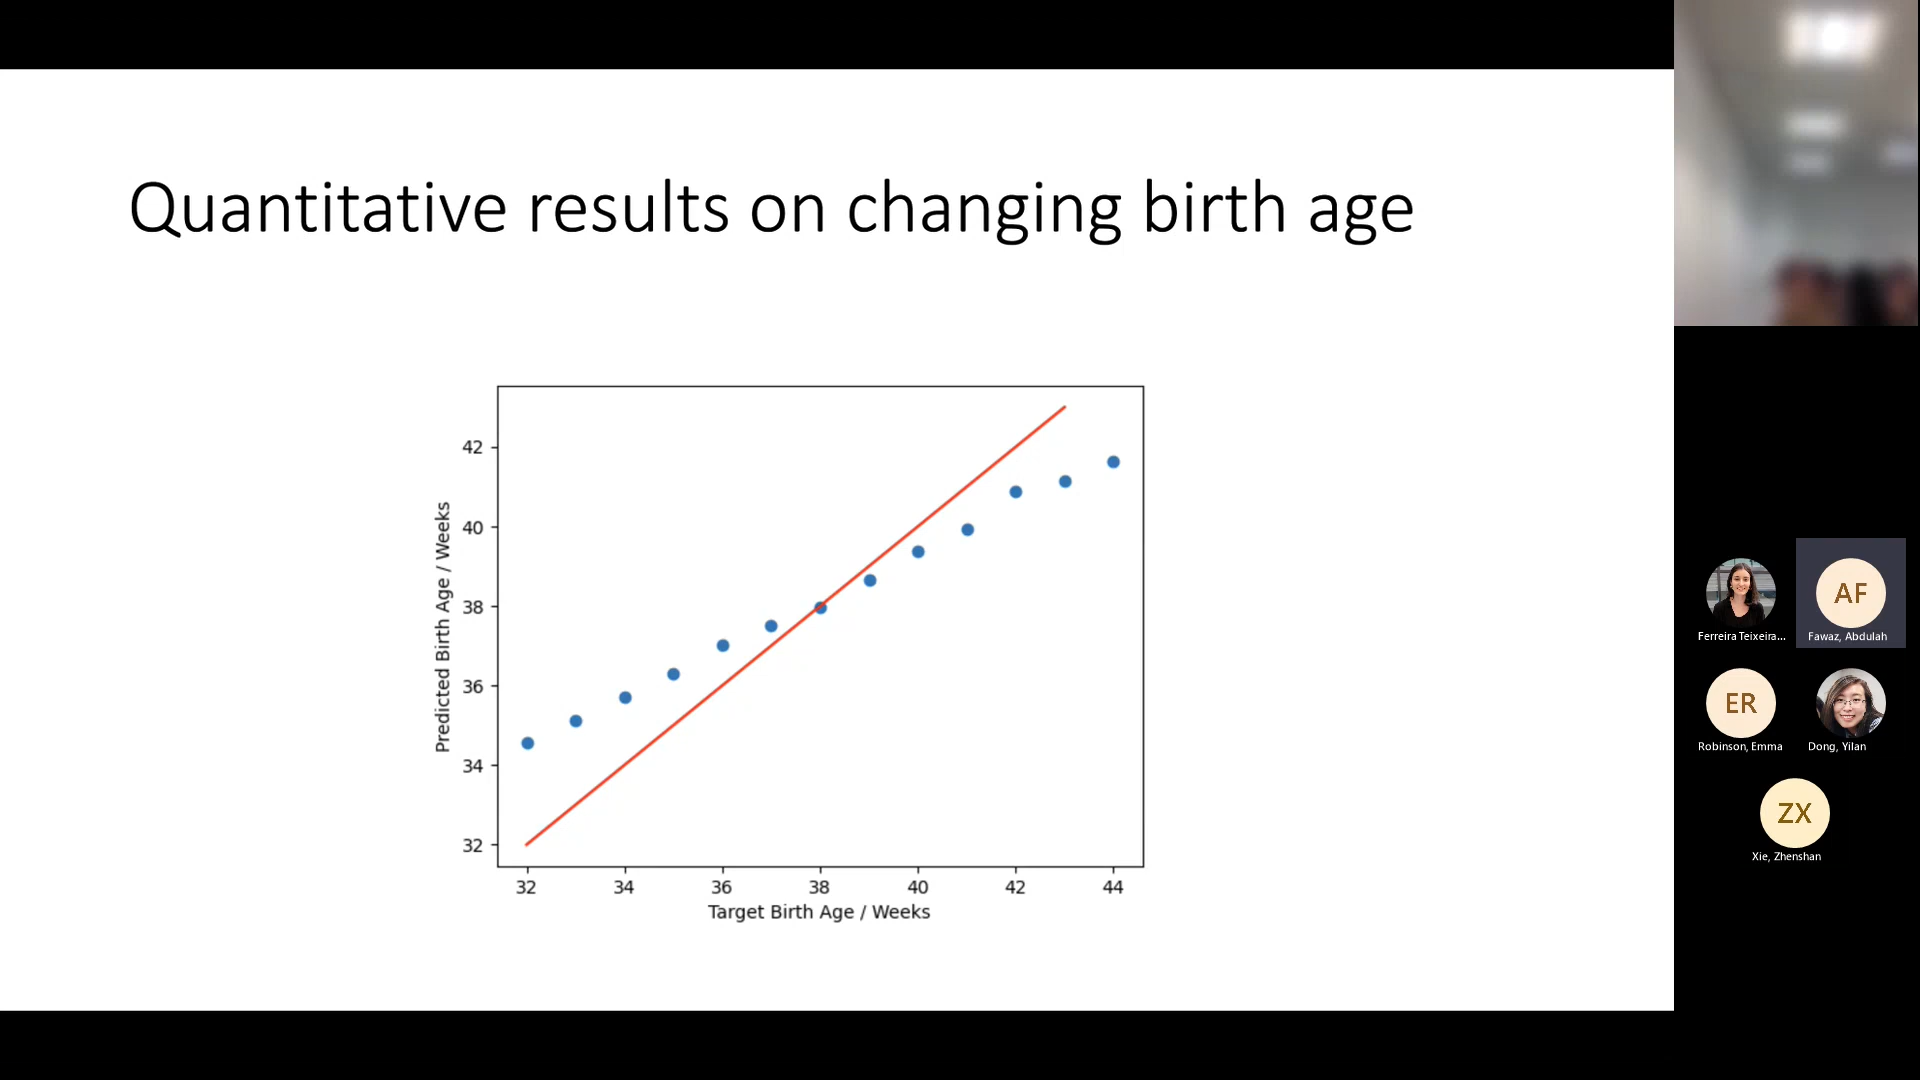 Quantitative results on changing birth age
42
40
38
36
34
32
Predicted Birth Age / Weeks
32 34 36 38 40 42 44
Target Birth Age / Weeks
Ferreira Teixeira...
AF
Fawaz, Abdulah
ER
Robinson, Emma
Dong, Yilan
ZX
Xie, Zhenshan